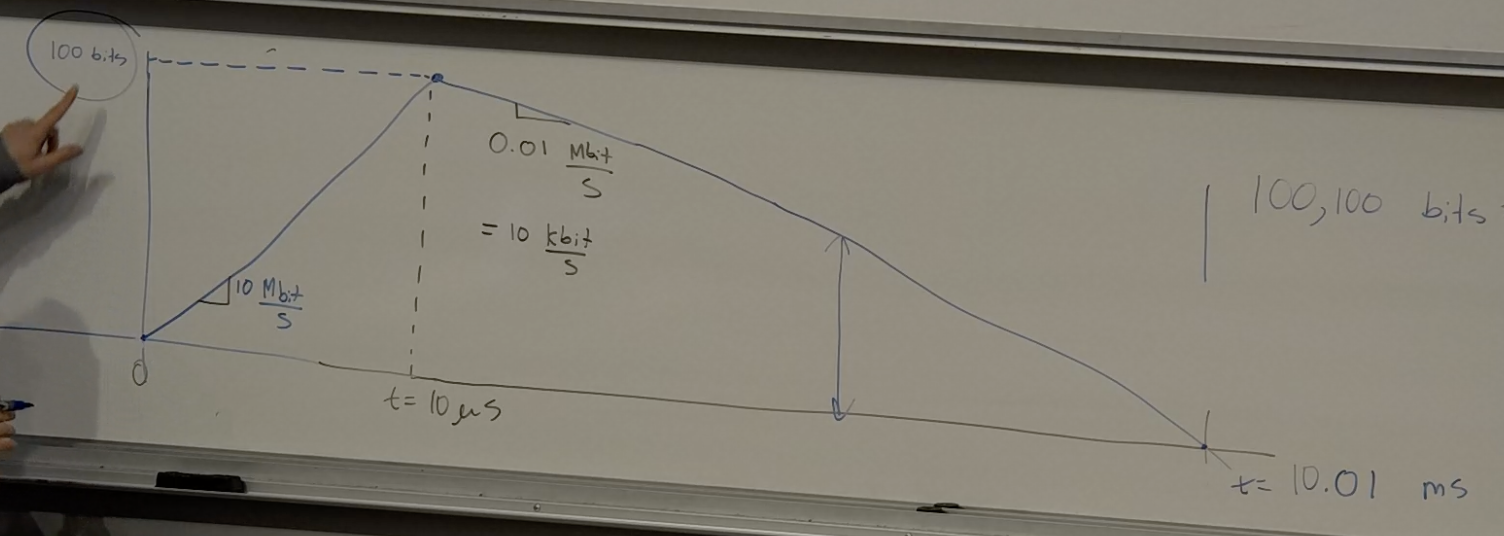 100 bits
0.01 Mbit/s
= 10 kbit/s
100,100 bits
10 Mbit/s
0
t= 10 μs
t= 10.01 ms